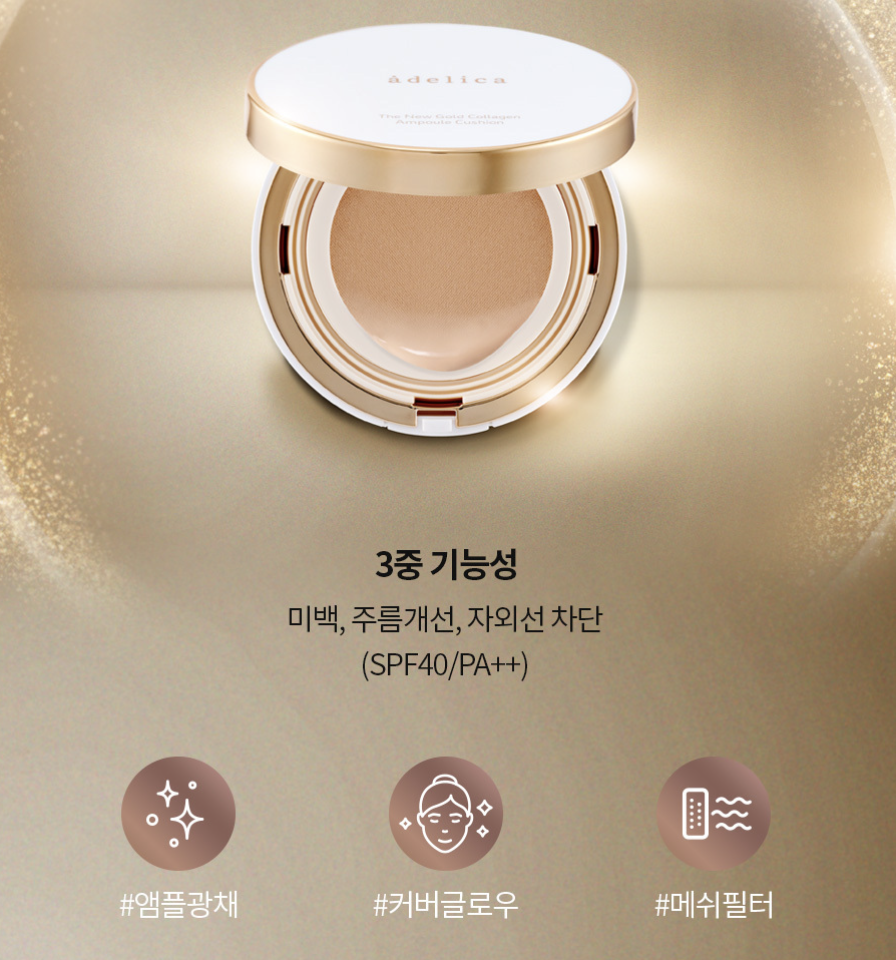 àdelica
The New Gold Collagen
Ampoule Cushion
3중 기능성
미백, 주름개선, 자외선 차단
(SPF40/PA++)
#앰플광채
#커버글로우
#메쉬필터